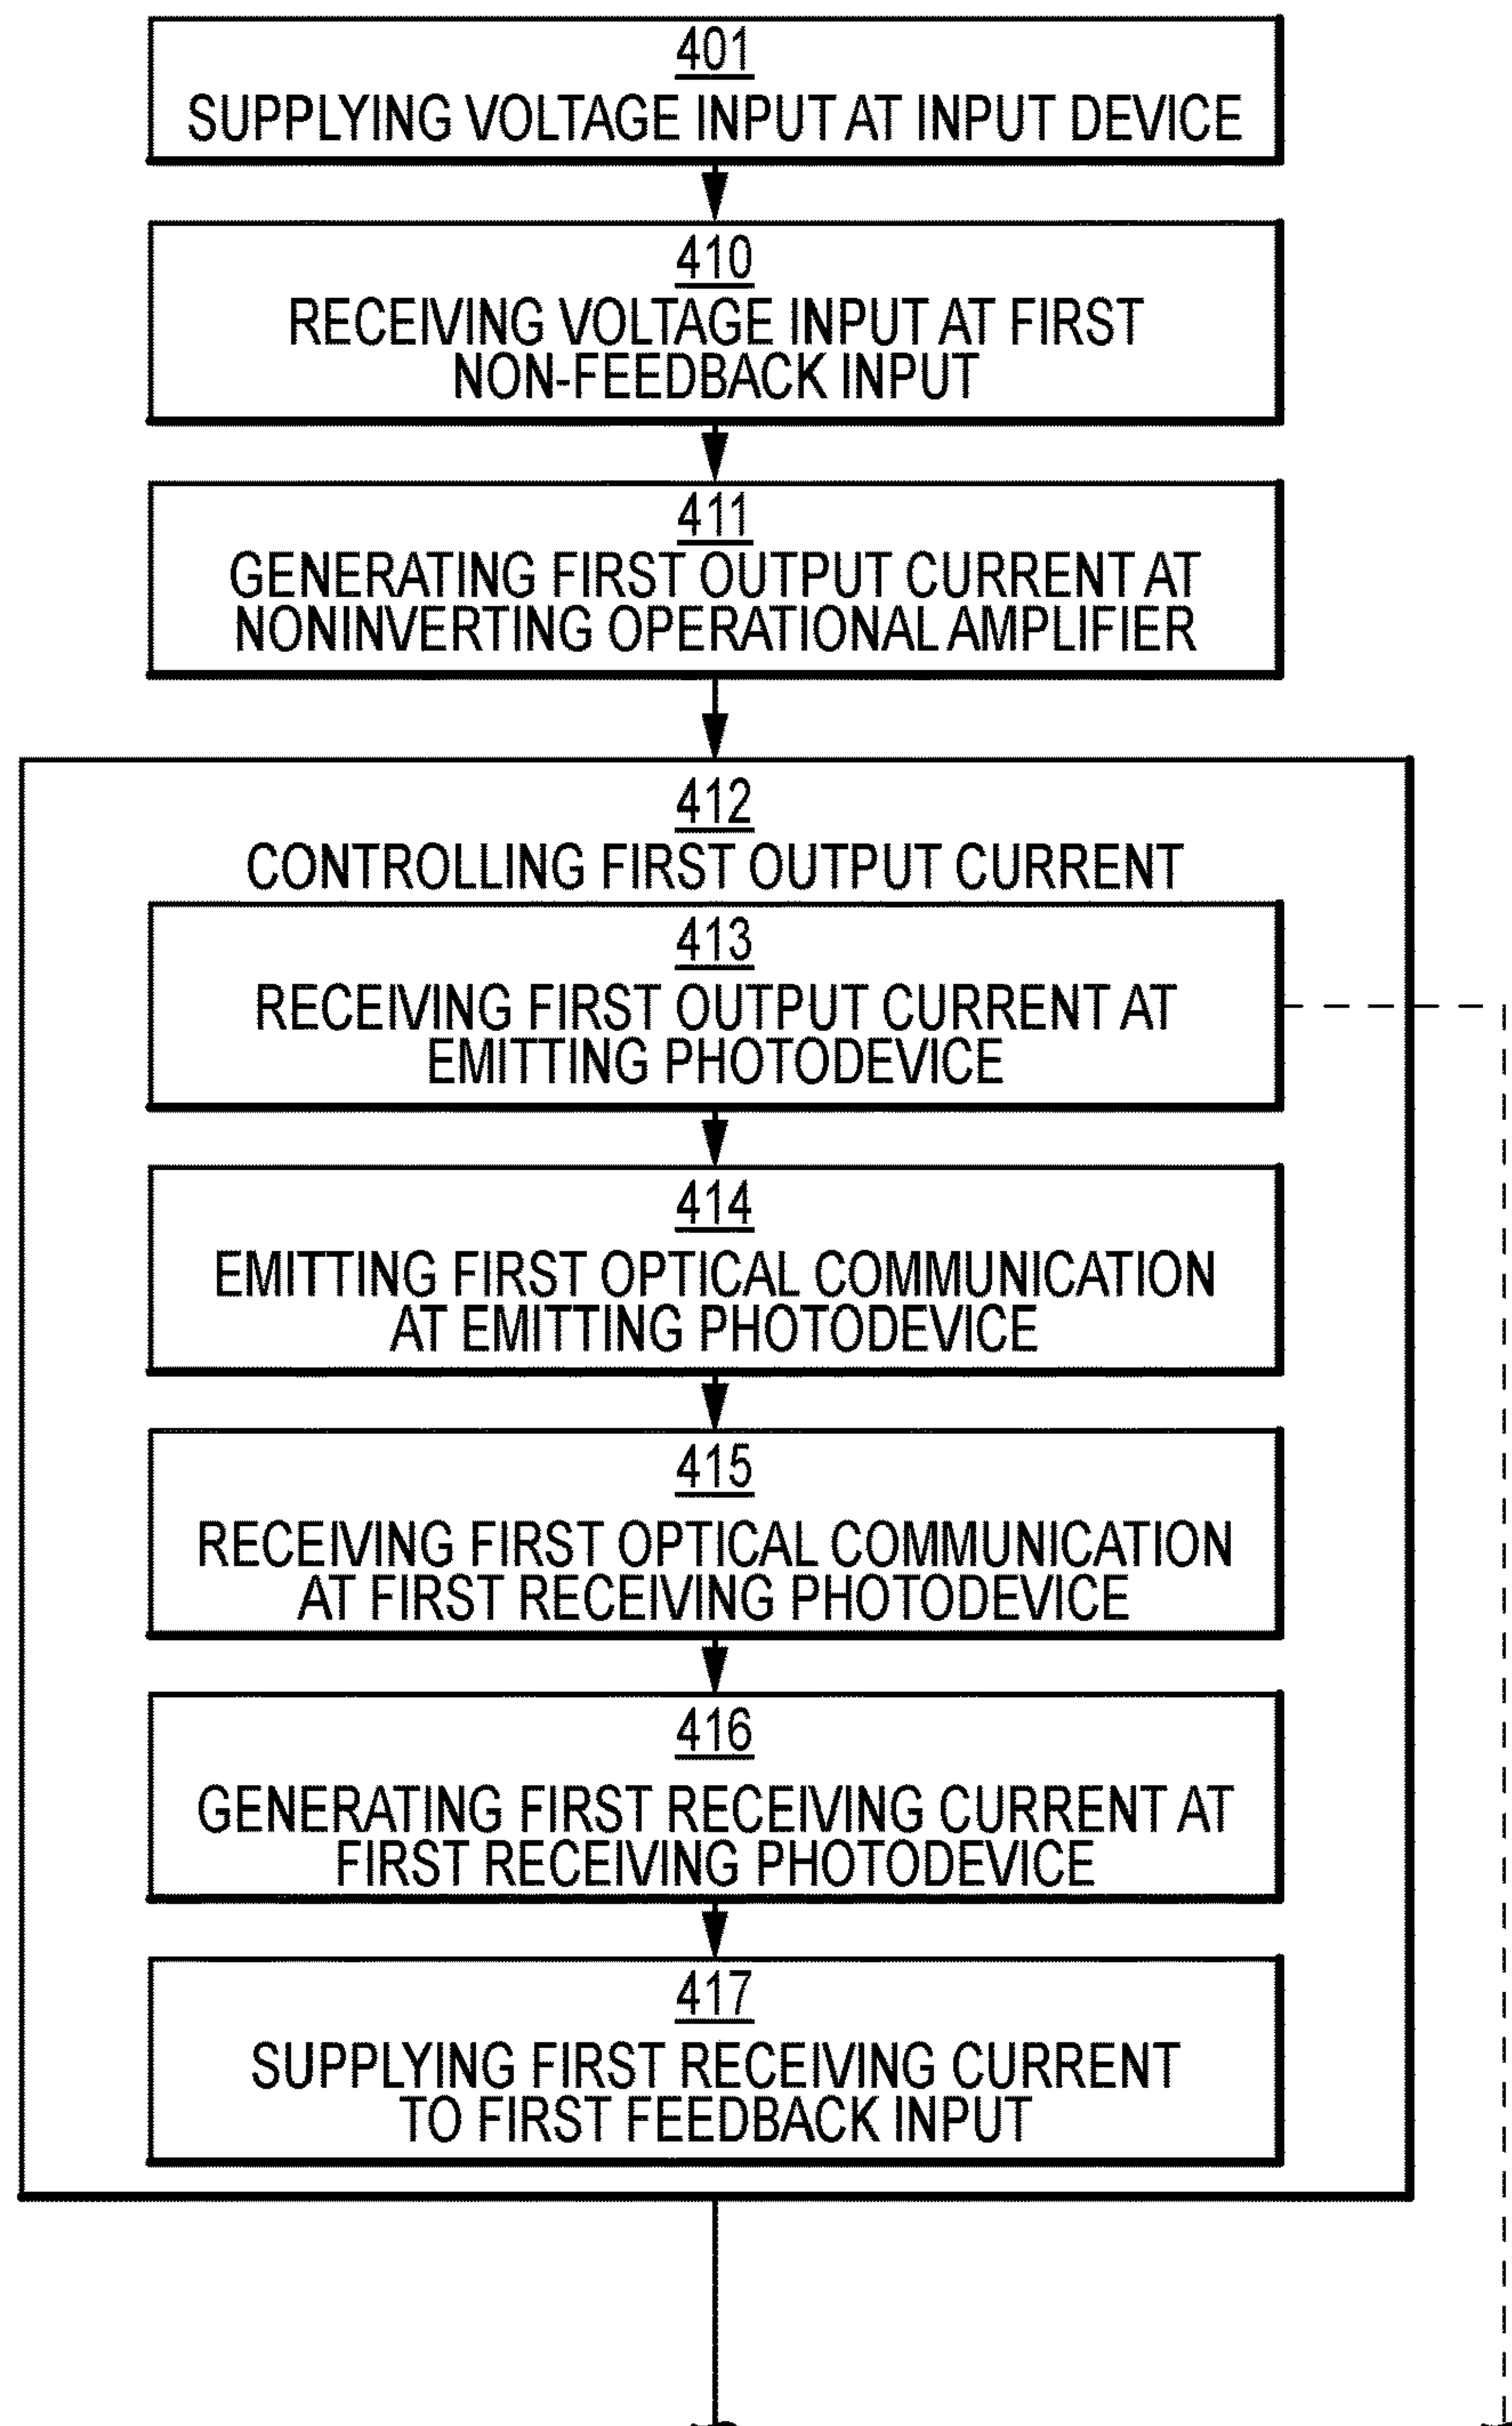 401
SUPPLYING VOLTAGE INPUT AT INPUT DEVICE
410
RECEIVING VOLTAGE INPUT AT FIRST
NON-FEEDBACK INPUT
411
GENERATING FIRST OUTPUT CURRENT AT
NONINVERTING OPERATIONAL AMPLIFIER
412
CONTROLLING FIRST OUTPUT CURRENT
413
RECEIVING FIRST OUTPUT CURRENT AT
EMITTING PHOTODEVICE
414
EMITTING FIRST OPTICAL COMMUNICATION
AT EMITTING PHOTODEVICE
415
RECEIVING FIRST OPTICAL COMMUNICATION
AT FIRST RECEIVING PHOTODEVICE
416
GENERATING FIRST RECEIVING CURRENT AT
FIRST RECEIVING PHOTODEVICE
417
SUPPLYING FIRST RECEIVING CURRENT
TO FIRST FEEDBACK INPUT